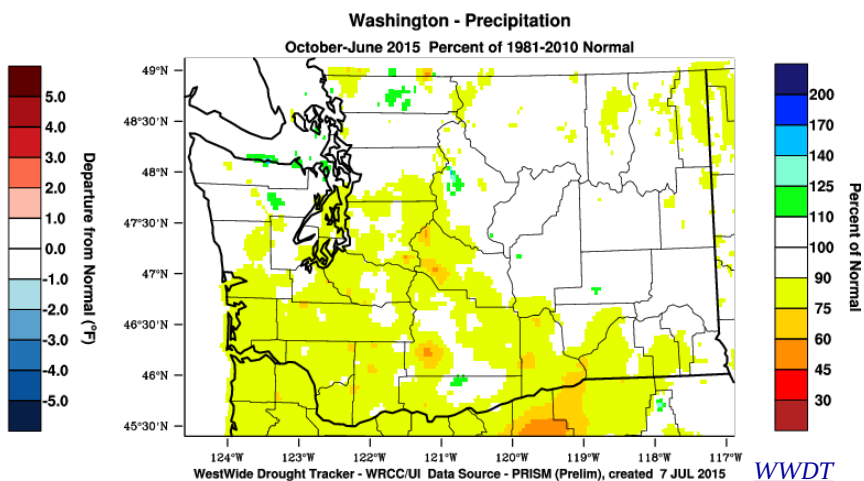 Washington - Precipitation
October-June 2015 Percent of 1981-2010 Normal
5.0
4.0
3.0
2.0
1.0
0.0
-1.0
-2.0
-3.0
-4.0
-5.0
Departure from Normal (°F)
49°N
48°30'N
48°N
47°30'N
47°N
46°30'N
46°N
45°30'N
124°W
123°W
122°W
121°W
120°W
119°W
118°W
117°W
200
170
140
125
110
100
90
75
60
45
30
Percent of Normal
WestWide Drought Tracker - WRCC/UI Data Source - PRISM (Prelim), created 7 JUL 2015
WWDT